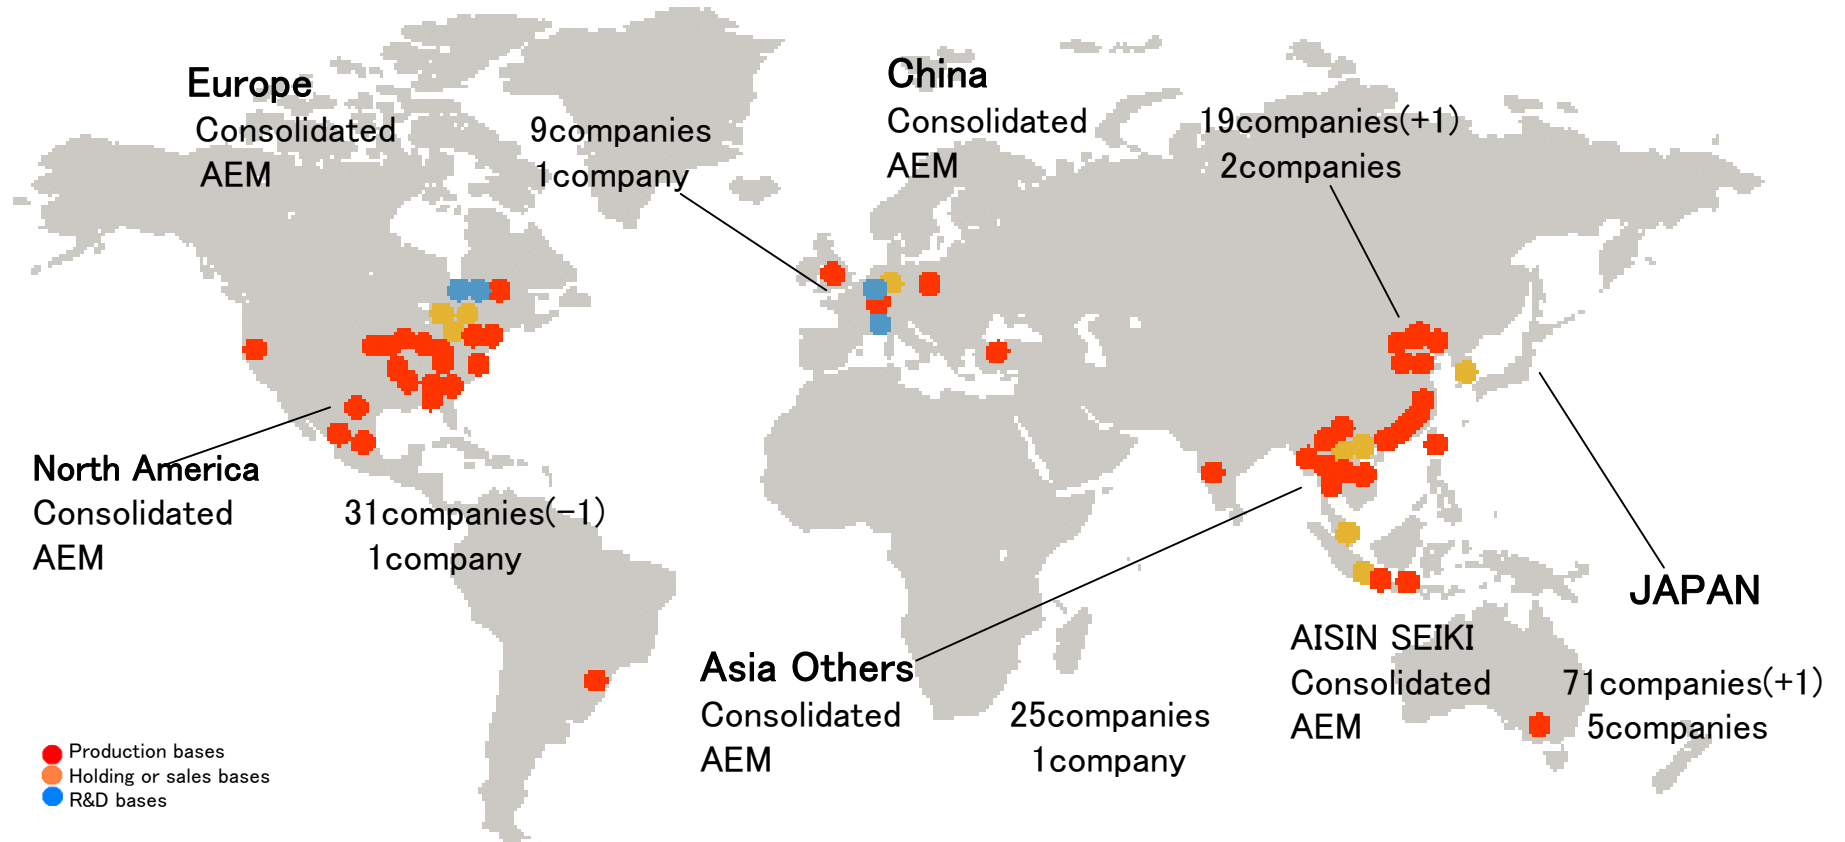 Europe
Consolidated 9companies
AEM 1company
China
Consolidated 19companies(+1)
AEM 2companies
North America
Consolidated 31companies(−1)
AEM 1company
Asia Others
Consolidated 25companies
AEM 1company
JAPAN
AISIN SEIKI
Consolidated 71companies(+1)
AEM 5companies
Production bases
Holding or sales bases
R&D bases